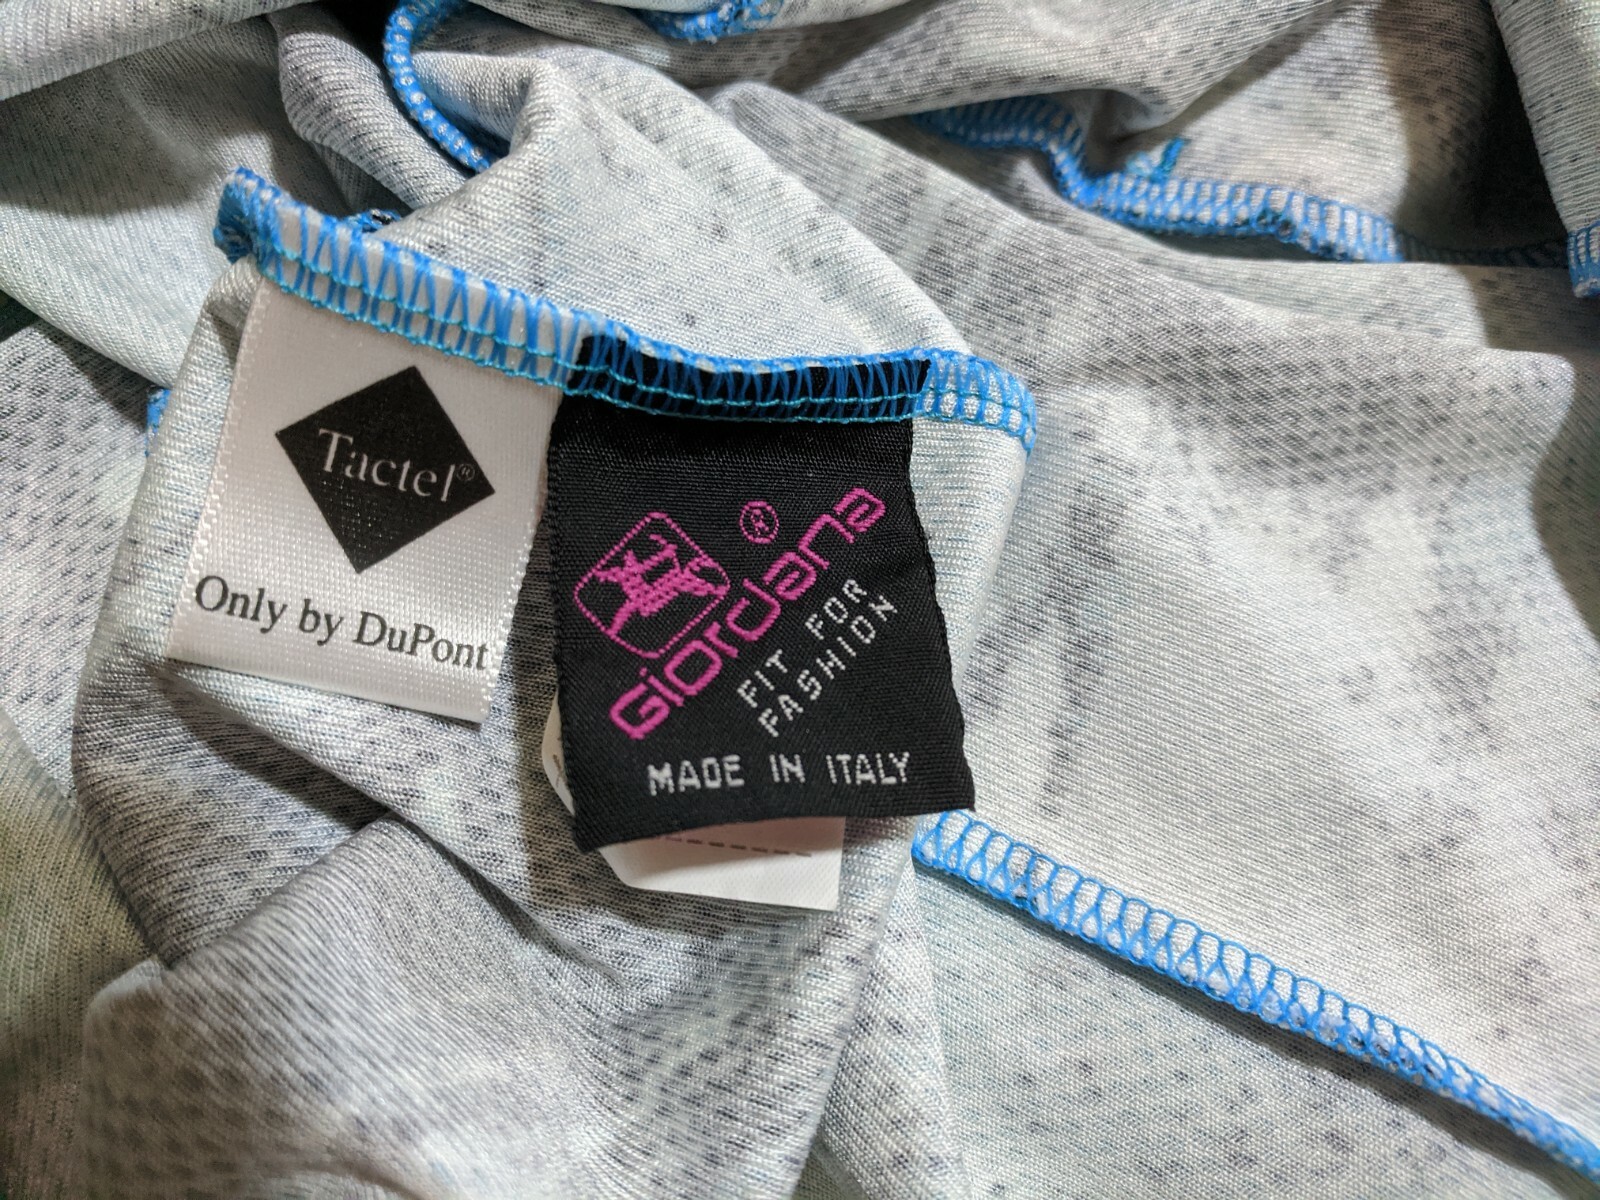 Tactel®
Only by DuPont
Giordana®
FIT FOR
FASHION
MADE IN ITALY